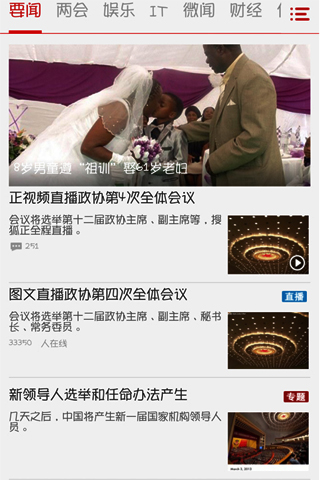 要闻 两会 娱乐 IT 微闻 财经
8岁男童遵“祖训”娶61岁老妇
正视频直播政协第4次全体会议
会议将选举第十二届政协主席、副主席等，搜
狐正全程直播。
251
图文直播政协第四次全体会议
直播
会议将选举第十二届政协主席、副主席、秘书
长、常务委员。
33350 人在线
新领导人选举和任命办法产生
专题
几天之后，中国将产生新一届国家机构领导人
员。
March 5, 2013